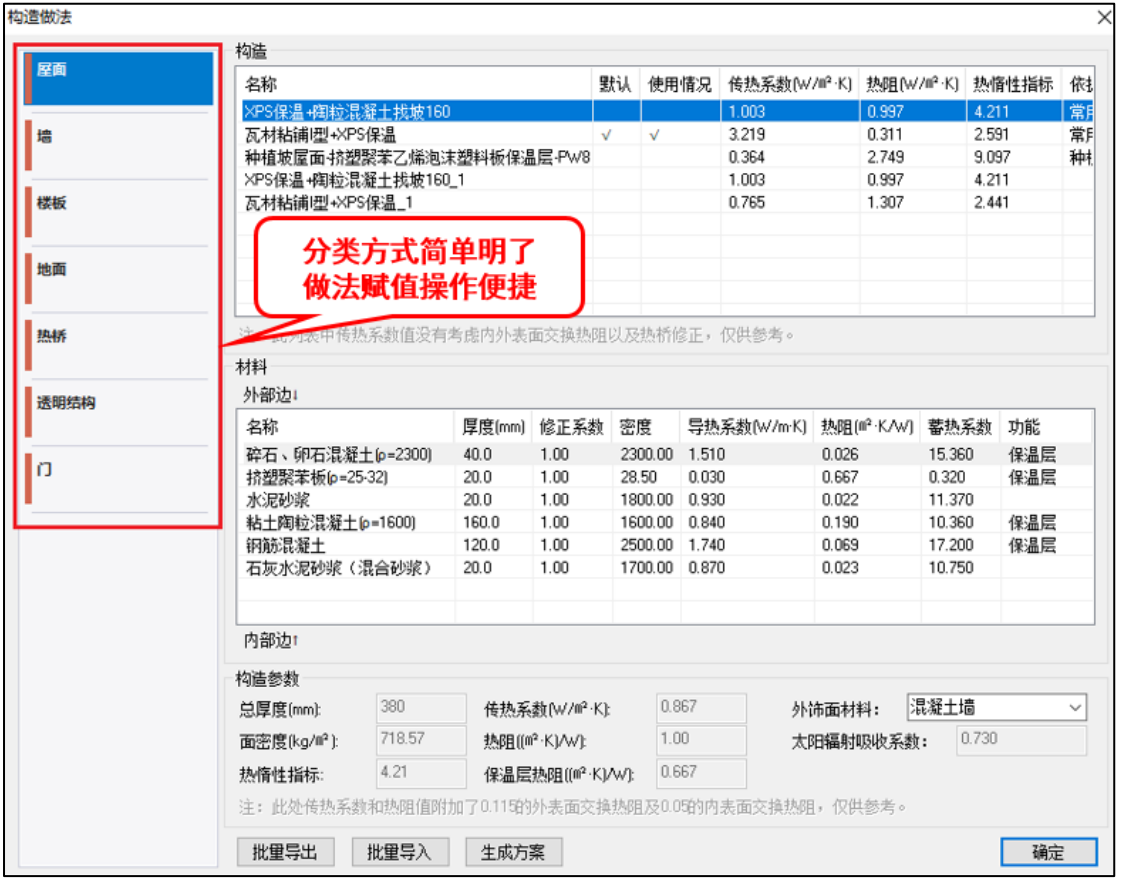 构造做法
屋面
墙
楼板
地面
热桥
透明结构
门
构造
名称 默认 使用情况 传热系数(W/㎡·K) 热阻(W/㎡·K) 热惰性指标
XPS保温+陶粒混凝土找坡160 1.003 0.997 4.211
瓦材粘铺I型+XPS保温 √ √ 3.219 0.311 2.591
种植坡屋面-挤塑聚苯乙烯泡沫塑料板保温层-PW8 0.364 2.749 9.097
XPS保温+陶粒混凝土找坡160_1 1.003 0.997 4.211
瓦材粘铺I型+XPS保温_1 0.765 1.307 2.441
分类方式简单明了
做法赋值操作便捷
注：此列表中传热系数值没有考虑内外表面交换热阻以及热桥修正，仅供参考。
材料
外部边↓
名称 厚度(mm) 修正系数 密度 导热系数(W/m·K) 热阻(㎡·K/W) 蓄热系数 功能
碎石、卵石混凝土(ρ=2300) 40.0 1.00 2300.00 1.510 0.026 15.360 保温层
挤塑聚苯板(ρ=25-32) 20.0 1.00 28.50 0.030 0.667 0.320 保温层
水泥砂浆 20.0 1.00 1800.00 0.930 0.022 11.370
粘土陶粒混凝土(ρ=1600) 160.0 1.00 1600.00 0.840 0.190 10.360 保温层
钢筋混凝土 120.0 1.00 2500.00 1.740 0.069 17.200 保温层
石灰水泥砂浆（混合砂浆） 20.0 1.00 1700.00 0.870 0.023 10.750
内部边↑
构造参数
总厚度(mm): 380 传热系数(W/㎡·K): 0.867 外饰面材料： 混凝土墙
面密度(kg/㎡): 718.57 热阻((㎡·K)/W): 1.00 太阳辐射吸收系数： 0.730
热惰性指标: 4.21 保温层热阻((㎡·K)/W): 0.667
注：此处传热系数和热阻值附加了0.115的外表面交换热阻及0.05的内表面交换热阻，仅供参考。
批量导出 批量导入 生成方案 确定